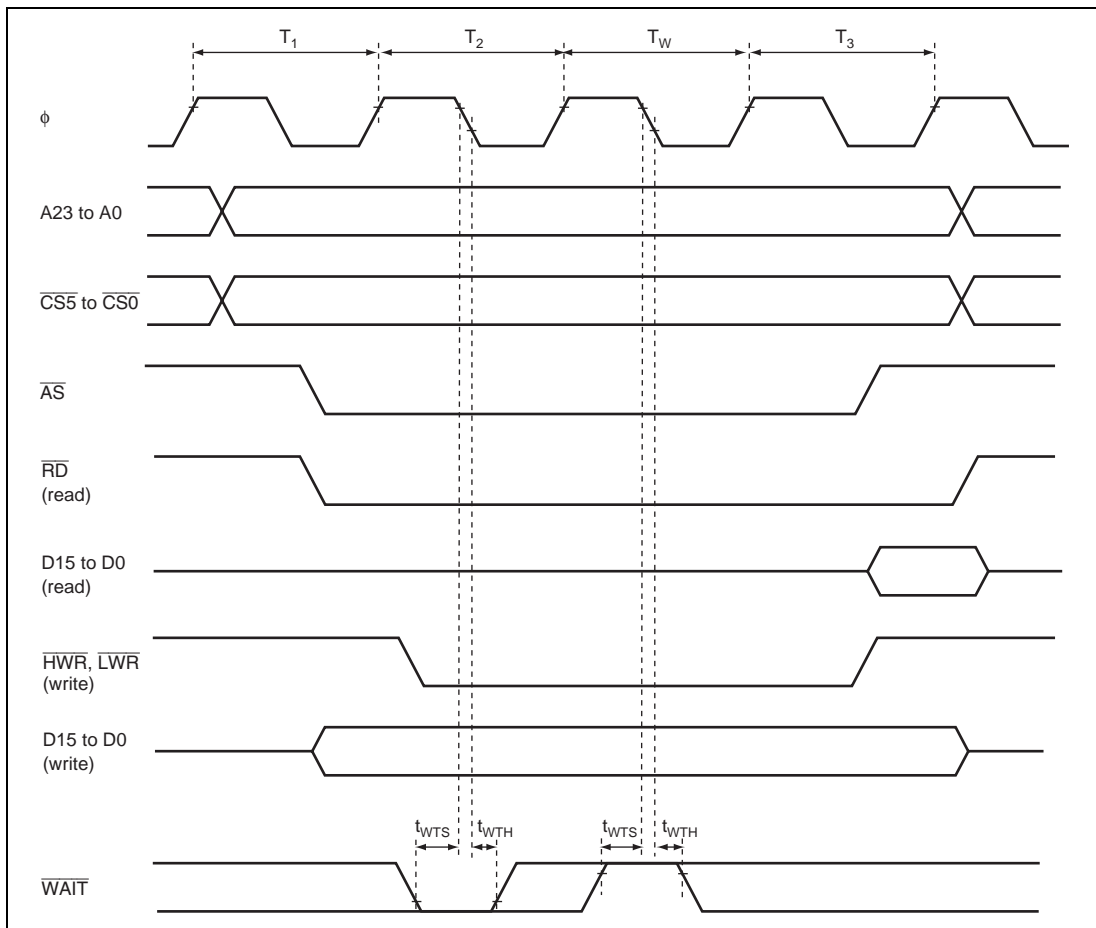 T1 T2 TW T3
φ
A23 to A0
CS5 to CS0
AS
RD
(read)
D15 to D0
(read)
HWR, LWR
(write)
D15 to D0
(write)
tWTS tWTH tWTS tWTH
WAIT